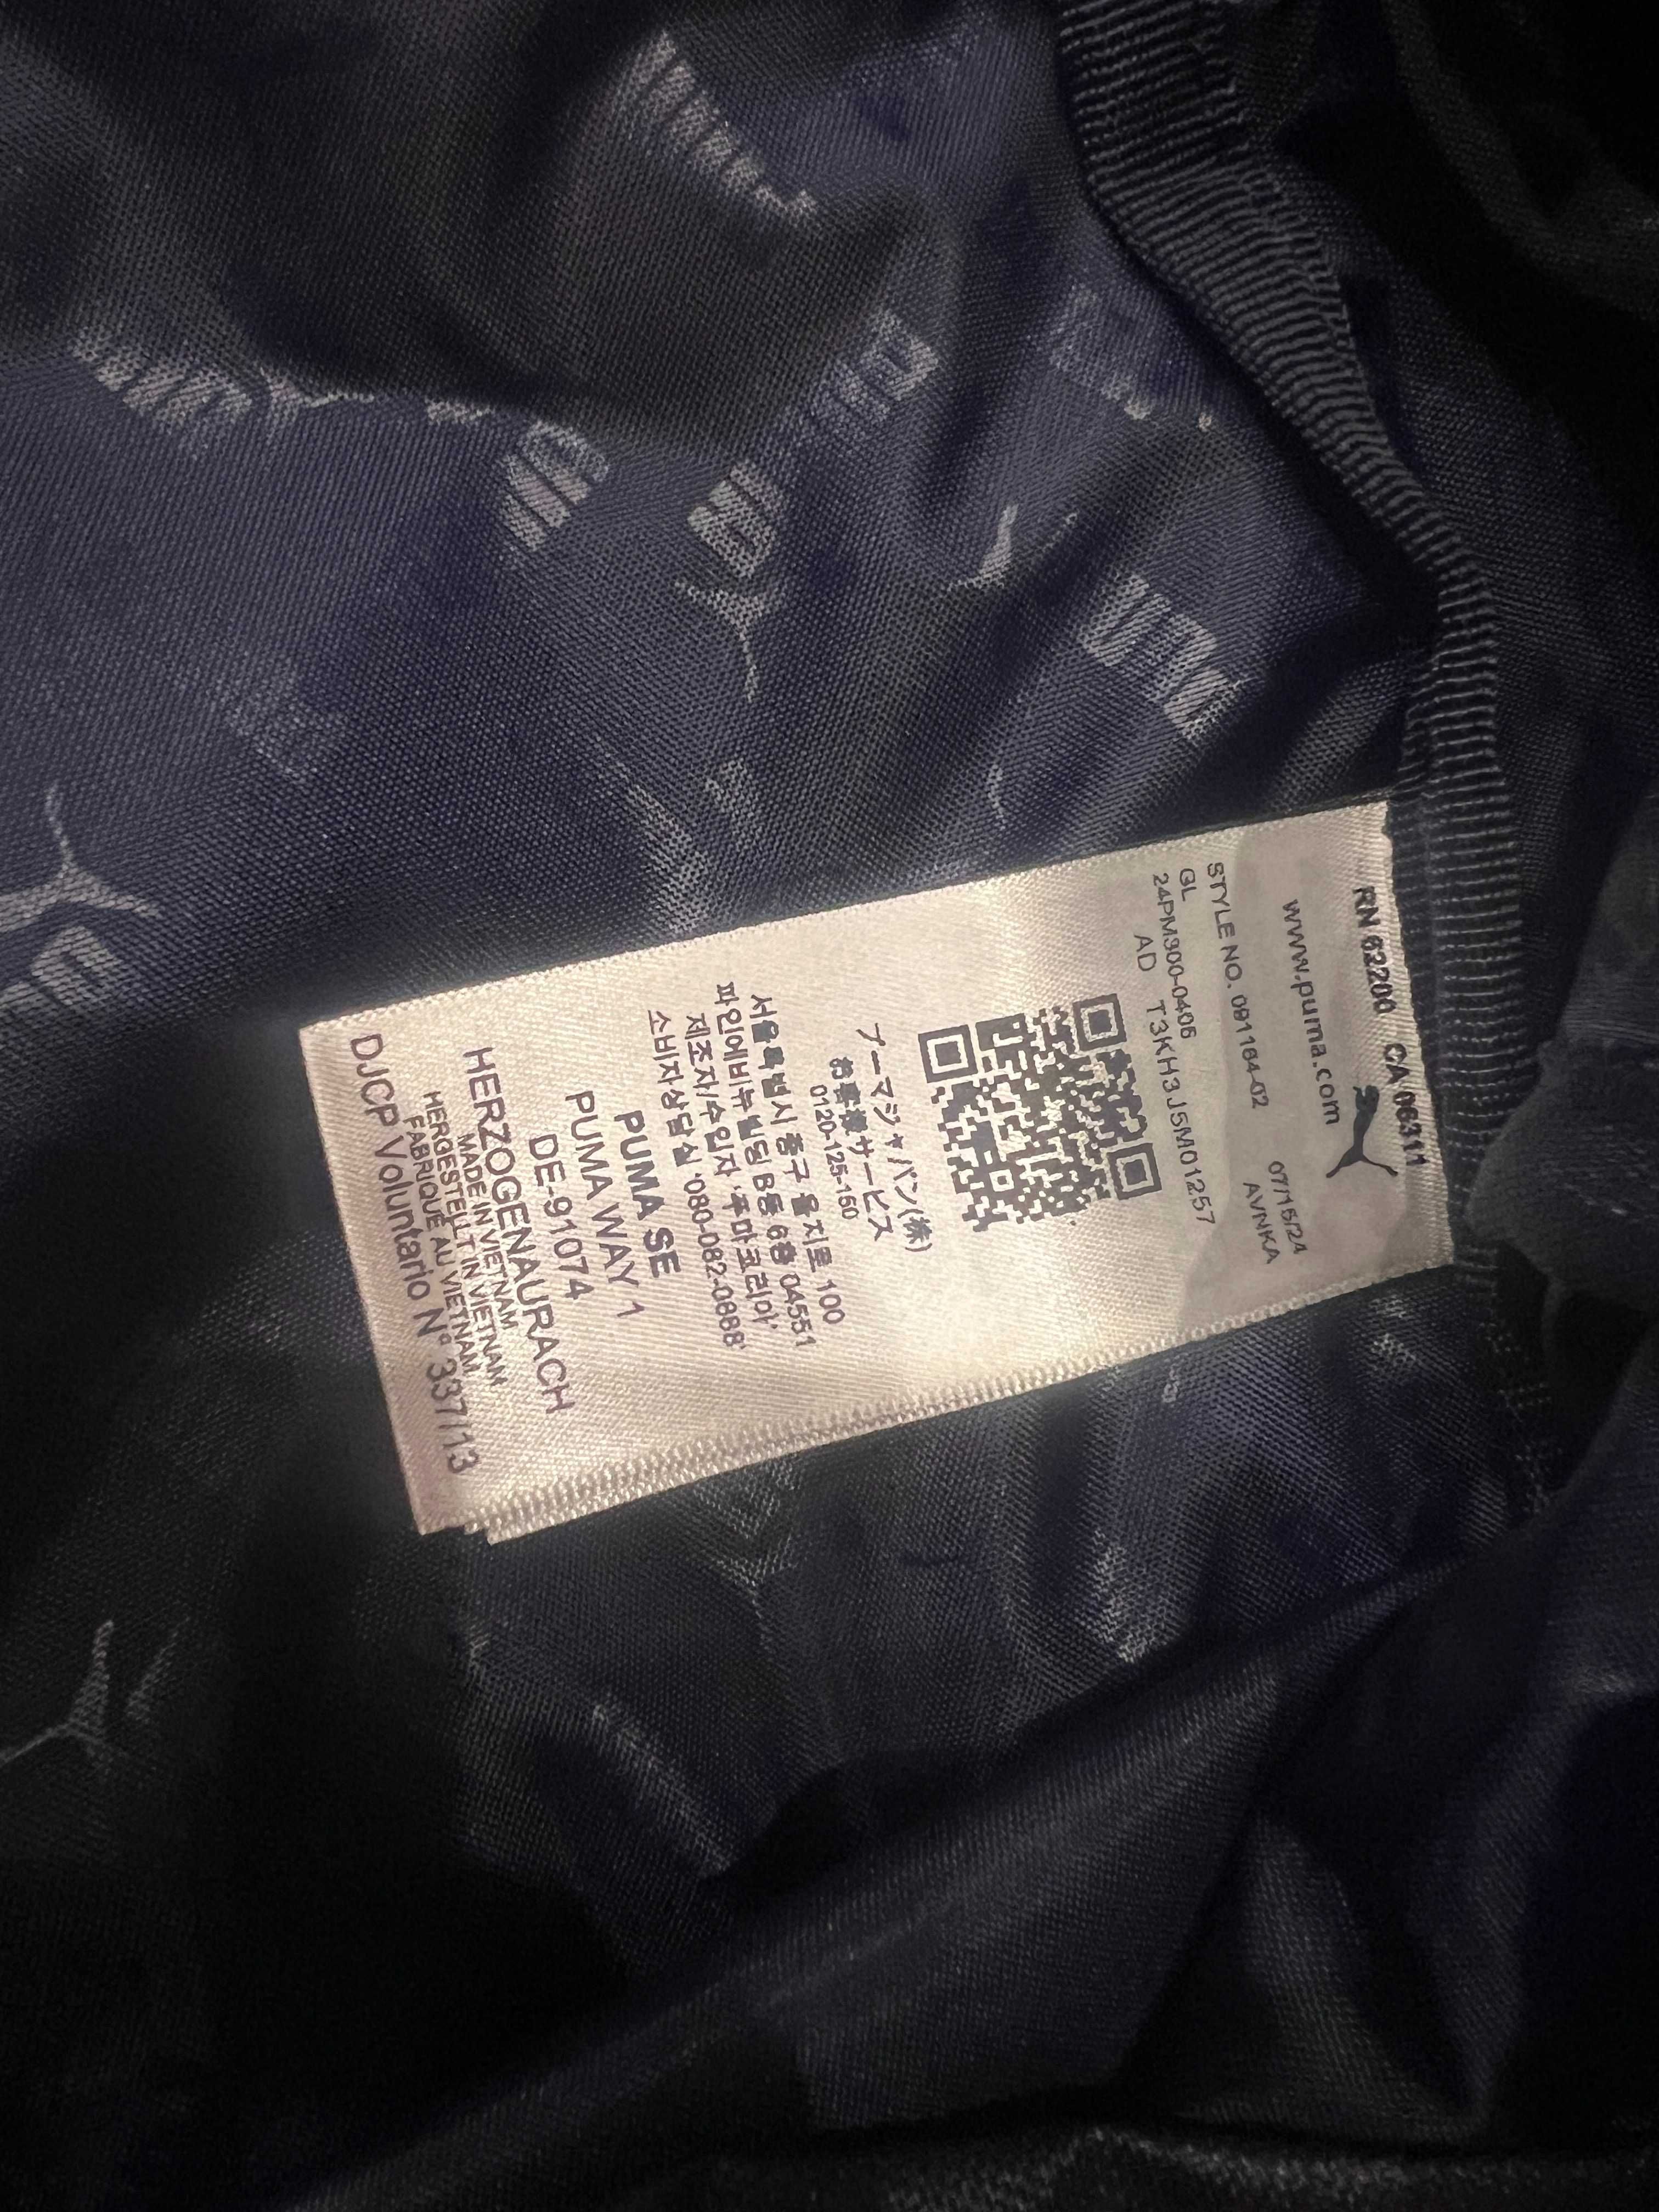 RN 62200 CA 06311
www.puma.com
07/15/24
STYLE NO. 091164-02 AVNKA
GL
24PM900-0406
AD T3KH3J5M01257
プーマジャパン(株)
お客様サービス
0120-125-150
서울특별시 중구 을지로 100
파인에비뉴 빌딩 B동 6층 04551
제조자/수입자 '푸마코리아'
소비자상담실 '080-082-0888'
PUMA SE
PUMA WAY 1
DE-91074
HERZOGENAURACH
HERGESTELLT IN VIETNAM
MADE IN VIETNAM
FABRIQUÉ AU VIETNAM
DJCP Voluntario N° 337/13